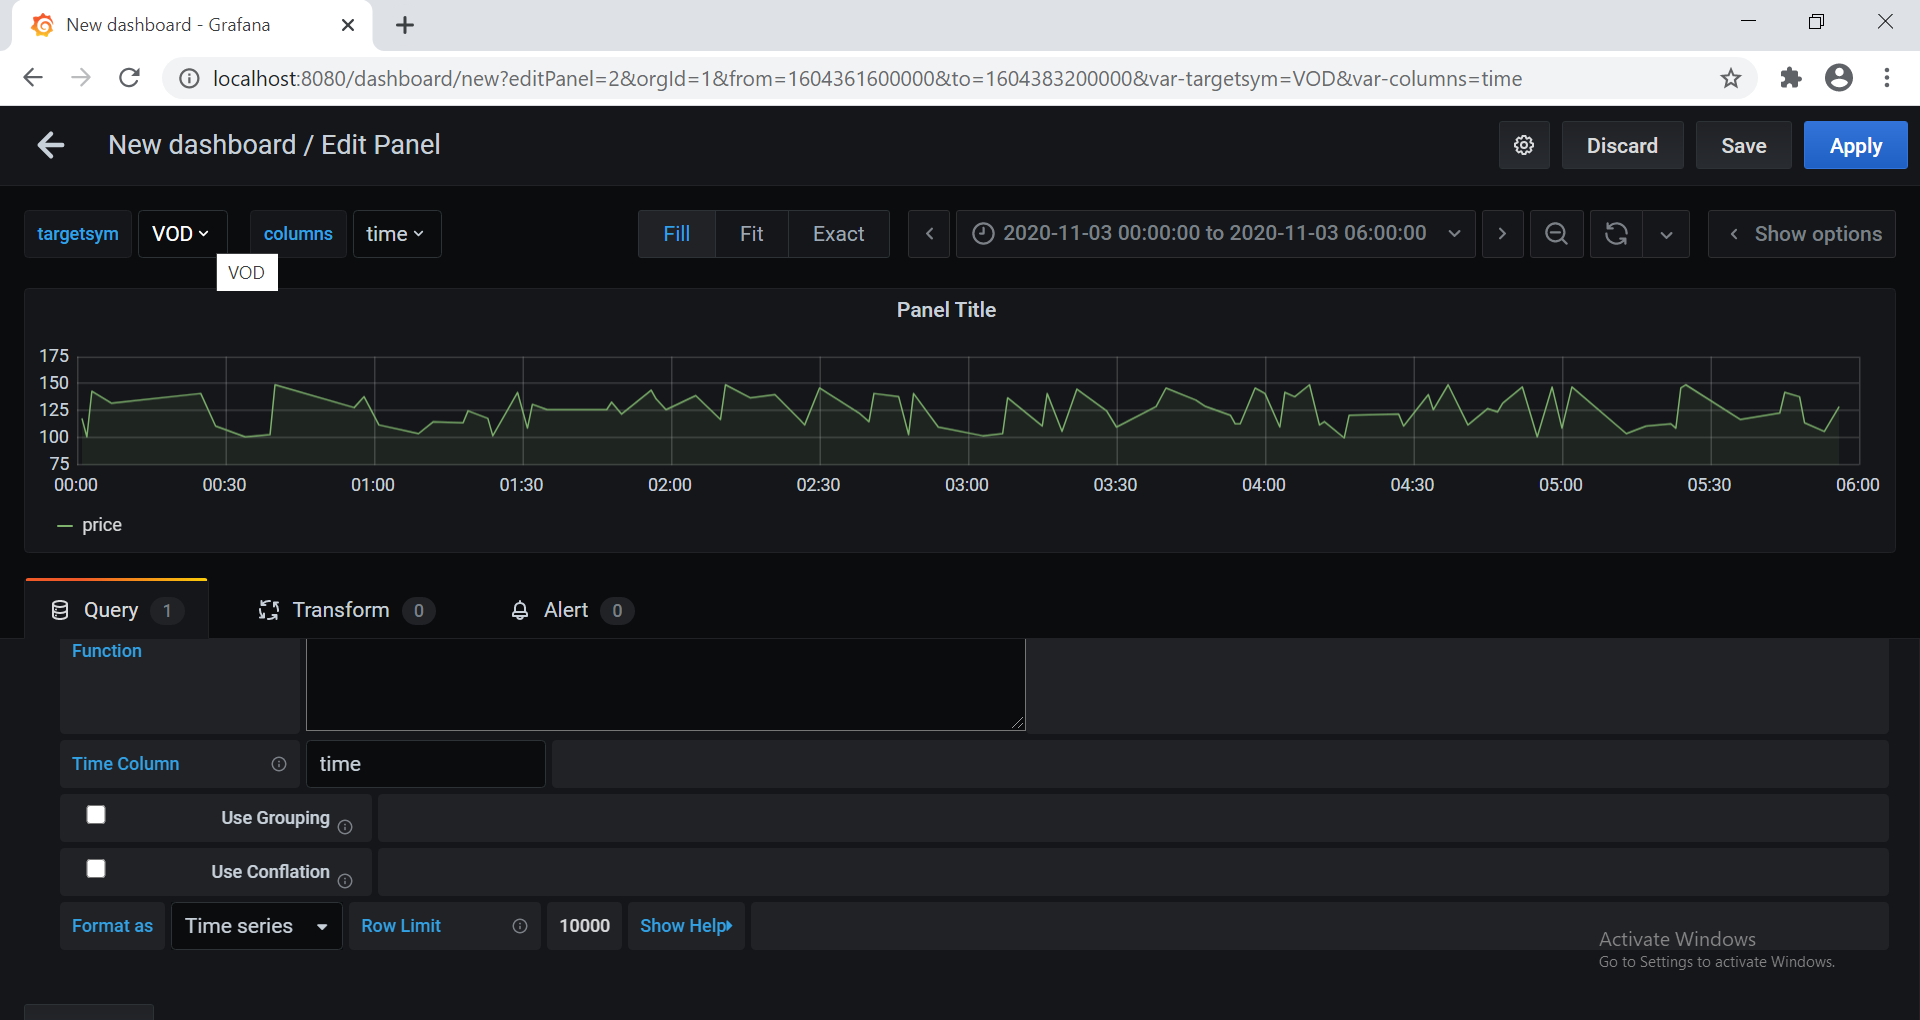 New dashboard - Grafana
localhost:8080/dashboard/new?editPanel=2&orgId=1&from=1604361600000&to=1604383200000&var-targetsym=VOD&var-columns=time
New dashboard / Edit Panel
Discard
Save
Apply
targetsym
VOD
columns
time
Fill
Fit
Exact
2020-11-03 00:00:00 to 2020-11-03 06:00:00
Show options
VOD
Panel Title
175
150
125
100
75
00:00 00:30 01:00 01:30 02:00 02:30 03:00 03:30 04:00 04:30 05:00 05:30 06:00
price
Query 1
Transform 0
Alert 0
Function
Time Column
time
Use Grouping
Use Conflation
Format as
Time series
Row Limit
10000
Show Help
Activate Windows
Go to Settings to activate Windows.